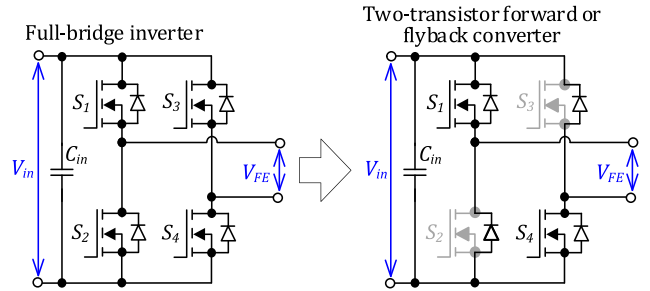 Full-bridge inverter
Two-transistor forward or
flyback converter
S1
S3
Cin
Vin
VFE
S2
S4
S1
S3
Cin
Vin
VFE
S2
S4